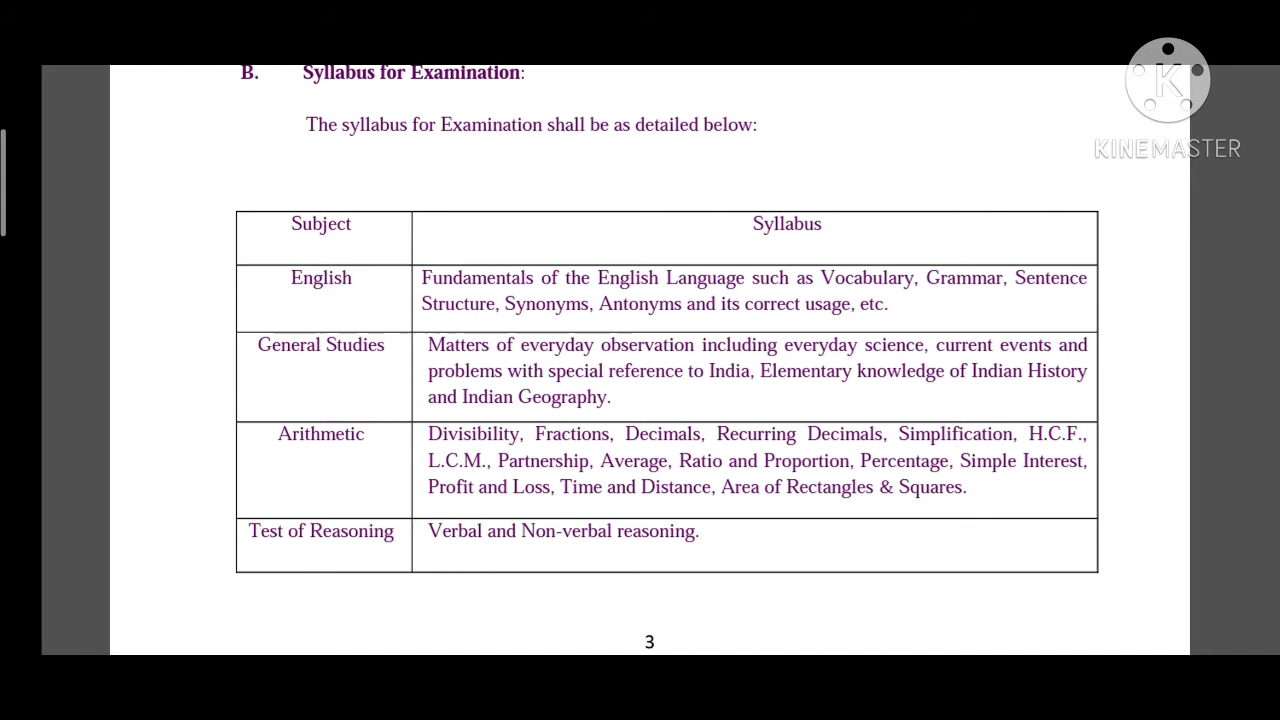 B. Syllabus for Examination:
K
KINEMASTER
The syllabus for Examination shall be as detailed below:
Subject Syllabus
English Fundamentals of the English Language such as Vocabulary, Grammar, Sentence
Structure, Synonyms, Antonyms and its correct usage, etc.
General Studies Matters of everyday observation including everyday science, current events and
problems with special reference to India, Elementary knowledge of Indian History
and Indian Geography.
Arithmetic Divisibility, Fractions, Decimals, Recurring Decimals, Simplification, H.C.F.,
L.C.M., Partnership, Average, Ratio and Proportion, Percentage, Simple Interest,
Profit and Loss, Time and Distance, Area of Rectangles & Squares.
Test of Reasoning Verbal and Non-verbal reasoning.
3